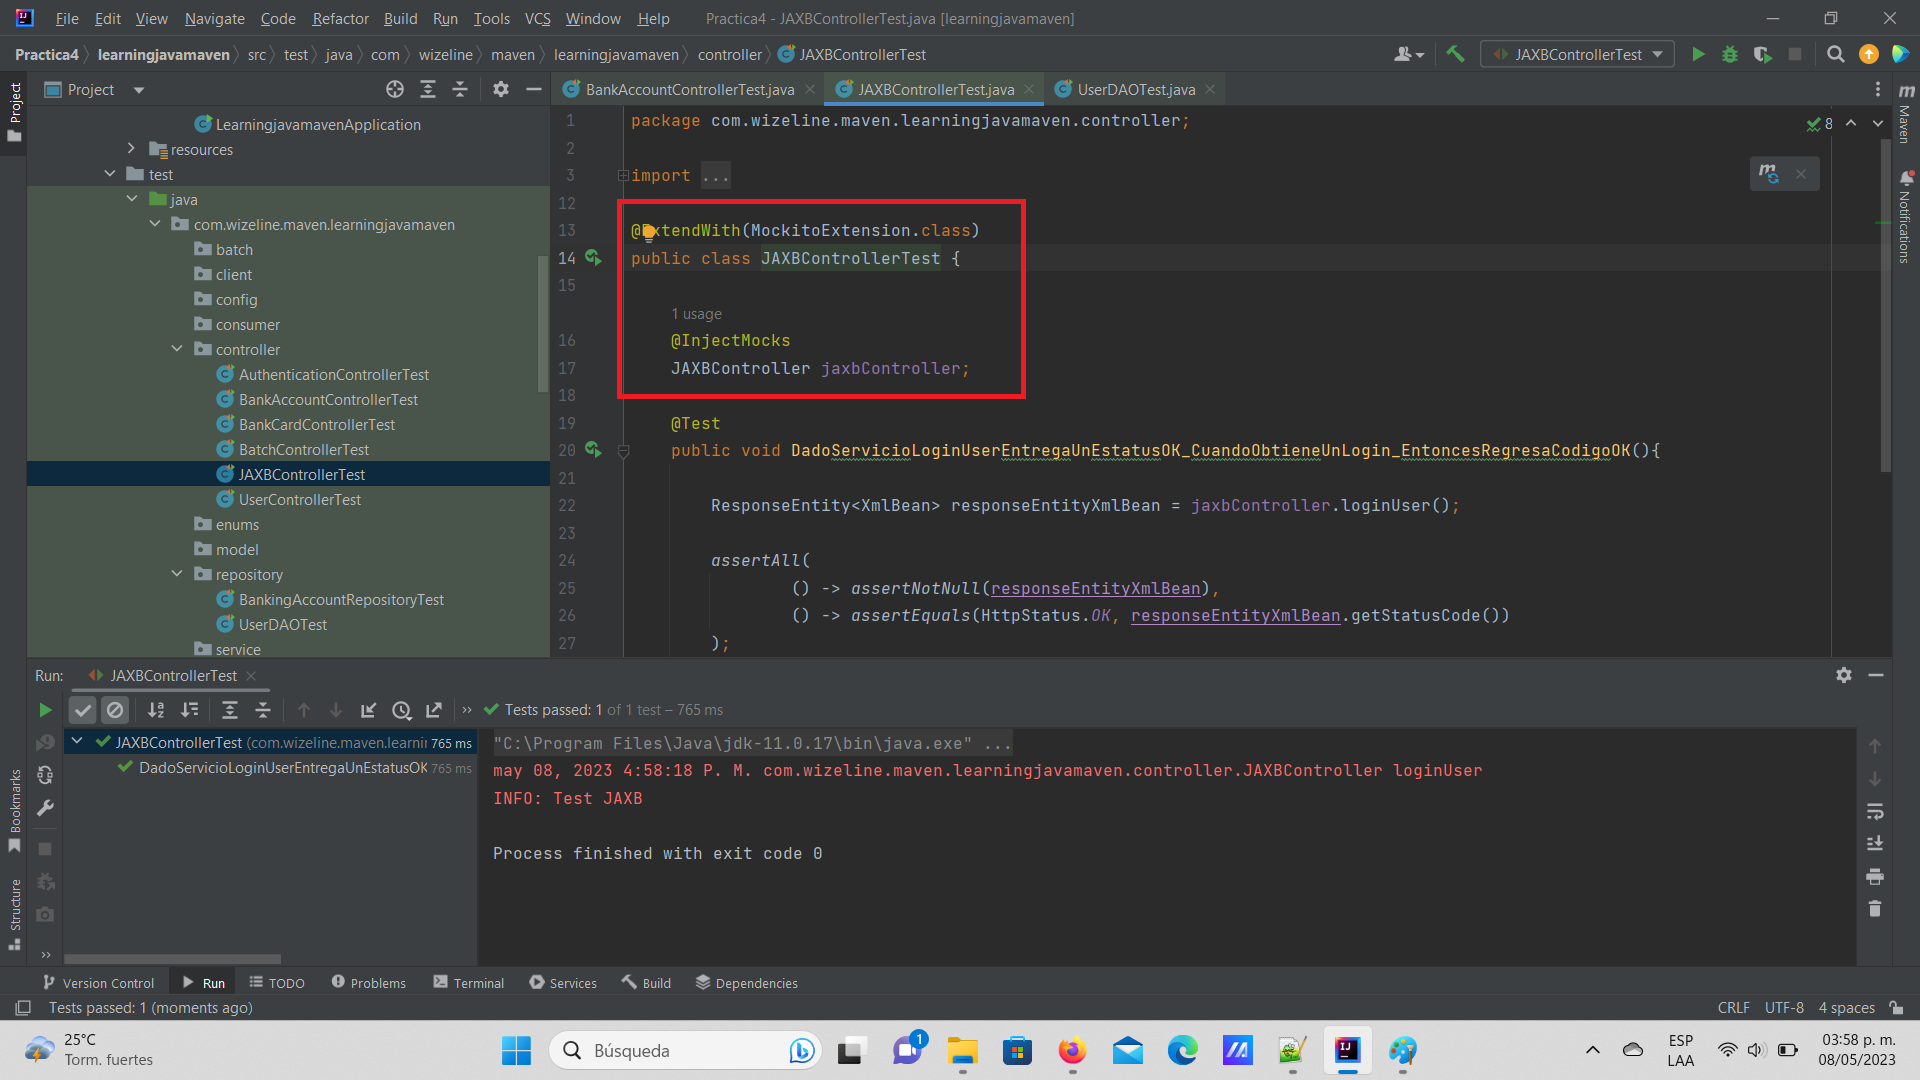 File Edit View Navigate Code Refactor Build Run Tools VCS Window Help Practica4 - JAXBControllerTest.java [learningjavamaven]
Practica4 learningjavamaven src test java com wizeline maven learningjavamaven controller JAXBControllerTest JAXBControllerTest
Project
BankAccountControllerTest.java JAXBControllerTest.java UserDAOTest.java
Project
Maven
Notifications
Bookmarks
Structure
LearningjavamavenApplication
resources
test
java
com.wizeline.maven.learningjavamaven
batch
client
config
consumer
controller
AuthenticationControllerTest
BankAccountControllerTest
BankCardControllerTest
BatchControllerTest
JAXBControllerTest
UserControllerTest
enums
model
repository
BankingAccountRepositoryTest
UserDAOTest
service
8
1 package com.wizeline.maven.learningjavamaven.controller;
2
3 import ...
12
13 @ExtendWith(MockitoExtension.class)
14 public class JAXBControllerTest {
15
1 usage
16 @InjectMocks
17 JAXBController jaxbController;
18
19 @Test
20 public void DadoServicioLoginUserEntregaUnEstatusOK_CuandoObtieneUnLogin_EntoncesRegresaCodigoOK(){
21
22 ResponseEntity<XmlBean> responseEntityXmlBean = jaxbController.loginUser();
23
24 assertAll(
25 () -> assertNotNull(responseEntityXmlBean),
26 () -> assertEquals(HttpStatus.OK, responseEntityXmlBean.getStatusCode())
27 );
Run: JAXBControllerTest
Tests passed: 1 of 1 test – 765 ms
JAXBControllerTest (com.wizeline.maven.learni 765 ms
DadoServicioLoginUserEntregaUnEstatusOK 765 ms
"C:\Program Files\Java\jdk-11.0.17\bin\java.exe" ...
may 08, 2023 4:58:18 P. M. com.wizeline.maven.learningjavamaven.controller.JAXBController loginUser
INFO: Test JAXB
Process finished with exit code 0
Version Control Run TODO Problems Terminal Services Build Dependencies
Tests passed: 1 (moments ago) CRLF UTF-8 4 spaces
25°C
Torm. fuertes
Búsqueda
1
ESP
LAA
03:58 p. m.
08/05/2023